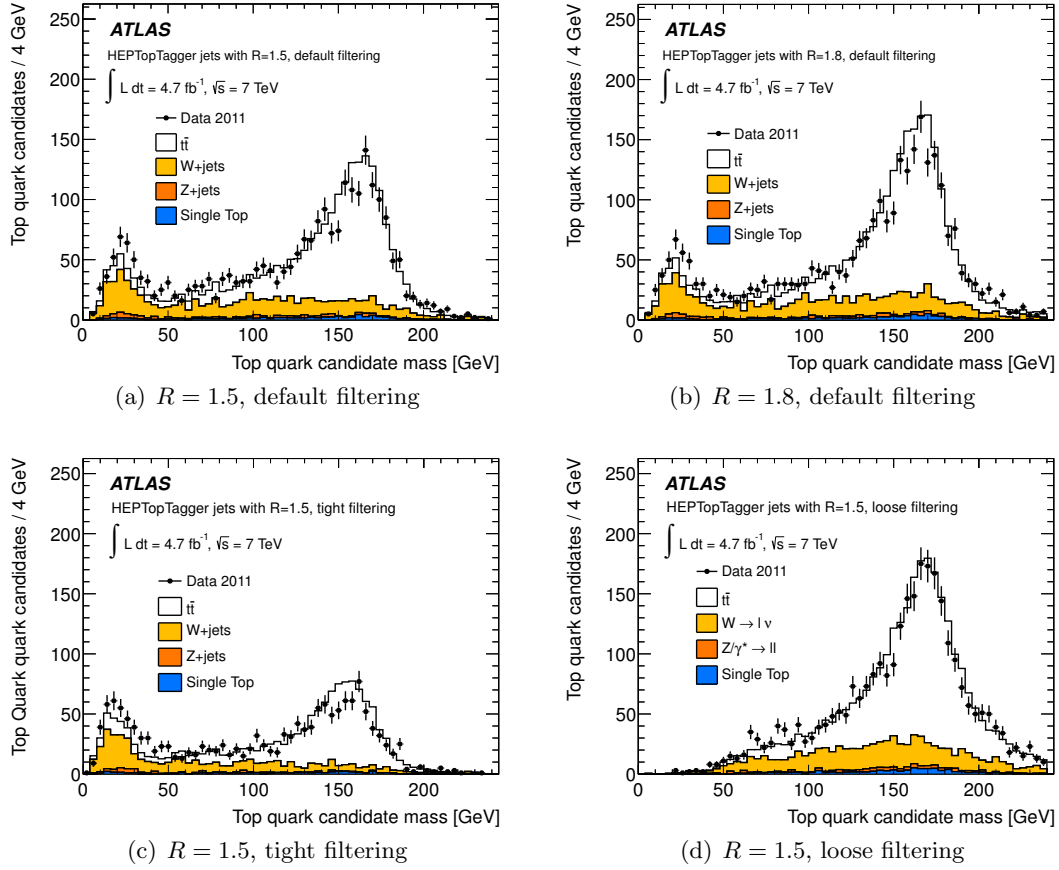 Top quark candidates / 4 GeV
ATLAS
HEPTopTagger jets with R=1.5, default filtering
∫ L dt = 4.7 fb⁻¹, √s = 7 TeV
Data 2011
tt̄
W+jets
Z+jets
Single Top
250
200
150
100
50
0
0 50 100 150 200
Top quark candidate mass [GeV]
(a) R = 1.5, default filtering
Top quark candidates / 4 GeV
ATLAS
HEPTopTagger jets with R=1.8, default filtering
∫ L dt = 4.7 fb⁻¹, √s = 7 TeV
Data 2011
tt̄
W+jets
Z+jets
Single Top
250
200
150
100
50
0
0 50 100 150 200
Top quark candidate mass [GeV]
(b) R = 1.8, default filtering
Top Quark candidates / 4 GeV
ATLAS
HEPTopTagger jets with R=1.5, tight filtering
∫ L dt = 4.7 fb⁻¹, √s = 7 TeV
Data 2011
tt̄
W+jets
Z+jets
Single Top
250
200
150
100
50
0
0 50 100 150 200
Top quark candidate mass [GeV]
(c) R = 1.5, tight filtering
Top quark candidates / 4 GeV
ATLAS
HEPTopTagger jets with R=1.5, loose filtering
∫ L dt = 4.7 fb⁻¹, √s = 7 TeV
Data 2011
tt̄
W → l ν
Z/γ* → ll
Single Top
250
200
150
100
50
0
0 50 100 150 200
Top quark candidate mass [GeV]
(d) R = 1.5, loose filtering